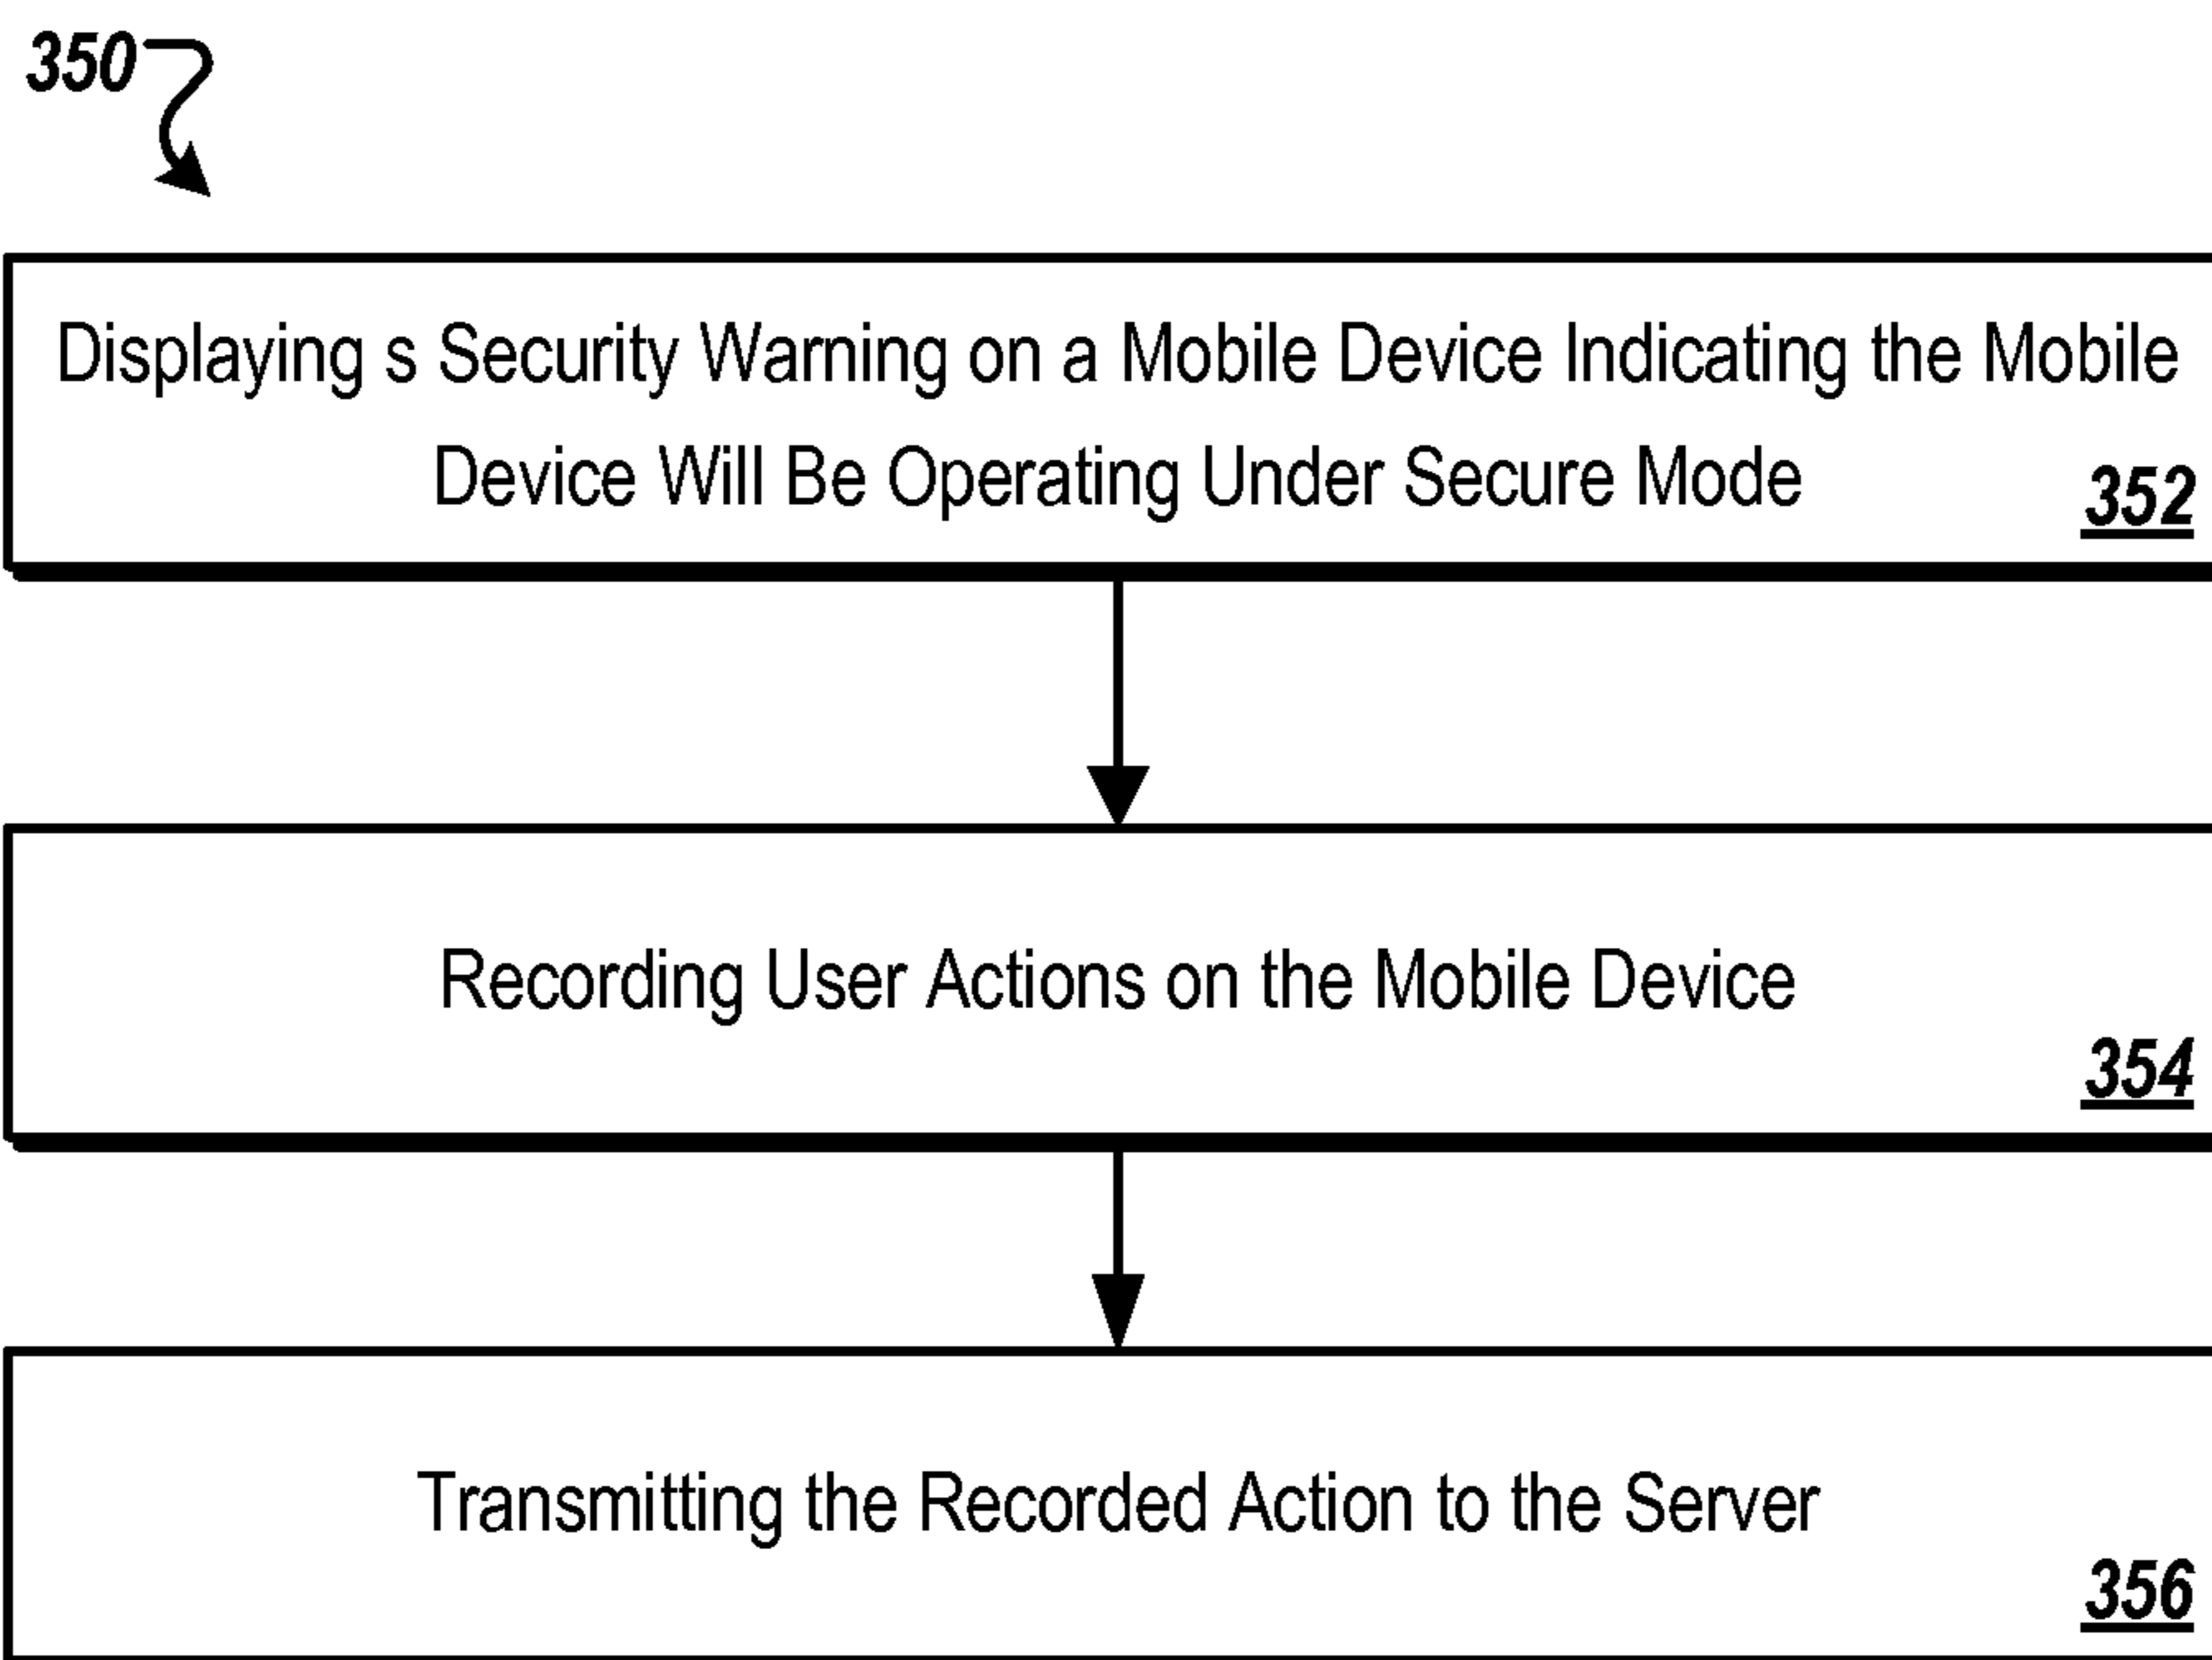 350
Displaying s Security Warning on a Mobile Device Indicating the Mobile
Device Will Be Operating Under Secure Mode
352
Recording User Actions on the Mobile Device
354
Transmitting the Recorded Action to the Server
356